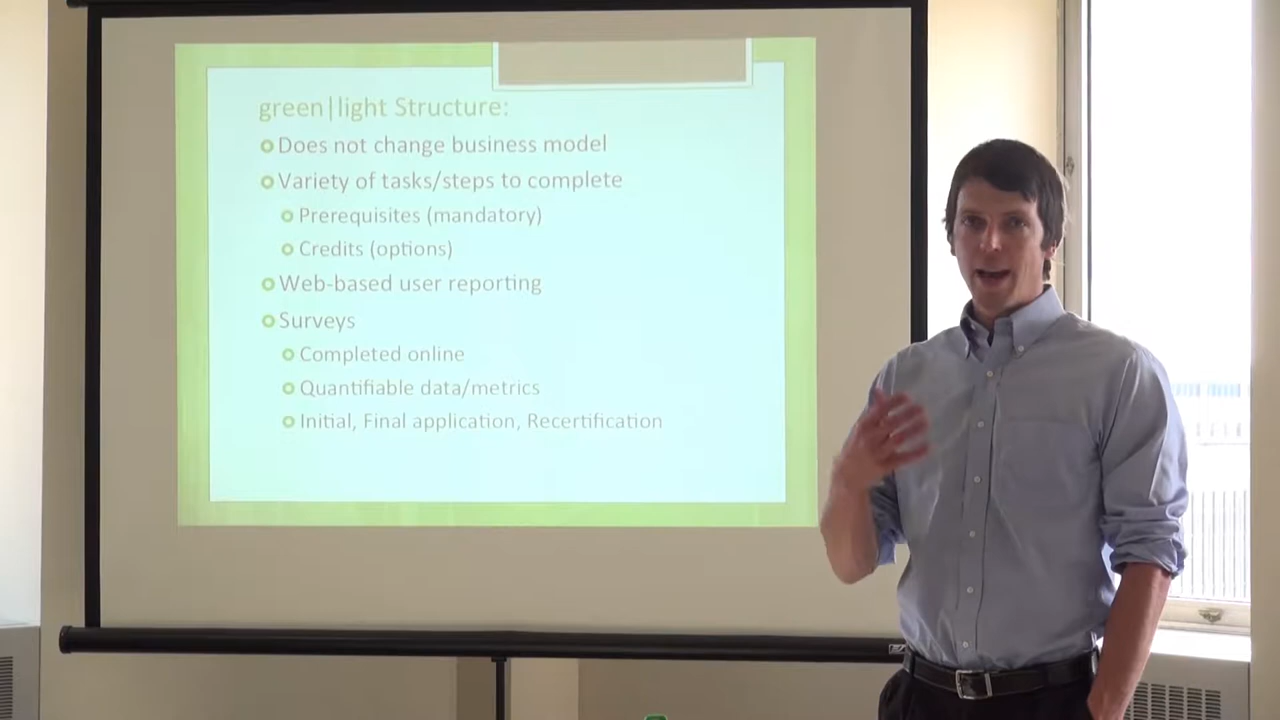 green|light Structure:
Does not change business model
Variety of tasks/steps to complete
Prerequisites (mandatory)
Credits (options)
Web-based user reporting
Surveys
Completed online
Quantifiable data/metrics
Initial, Final application, Recertification